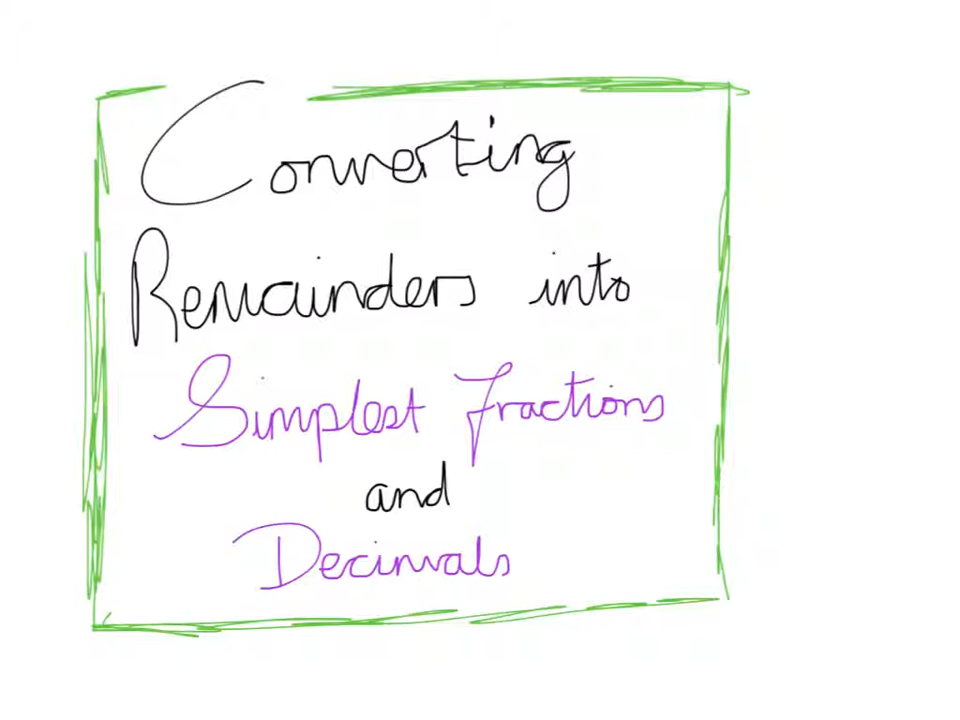 Converting
Remainders into
Simplest Fractions
and
Decimals